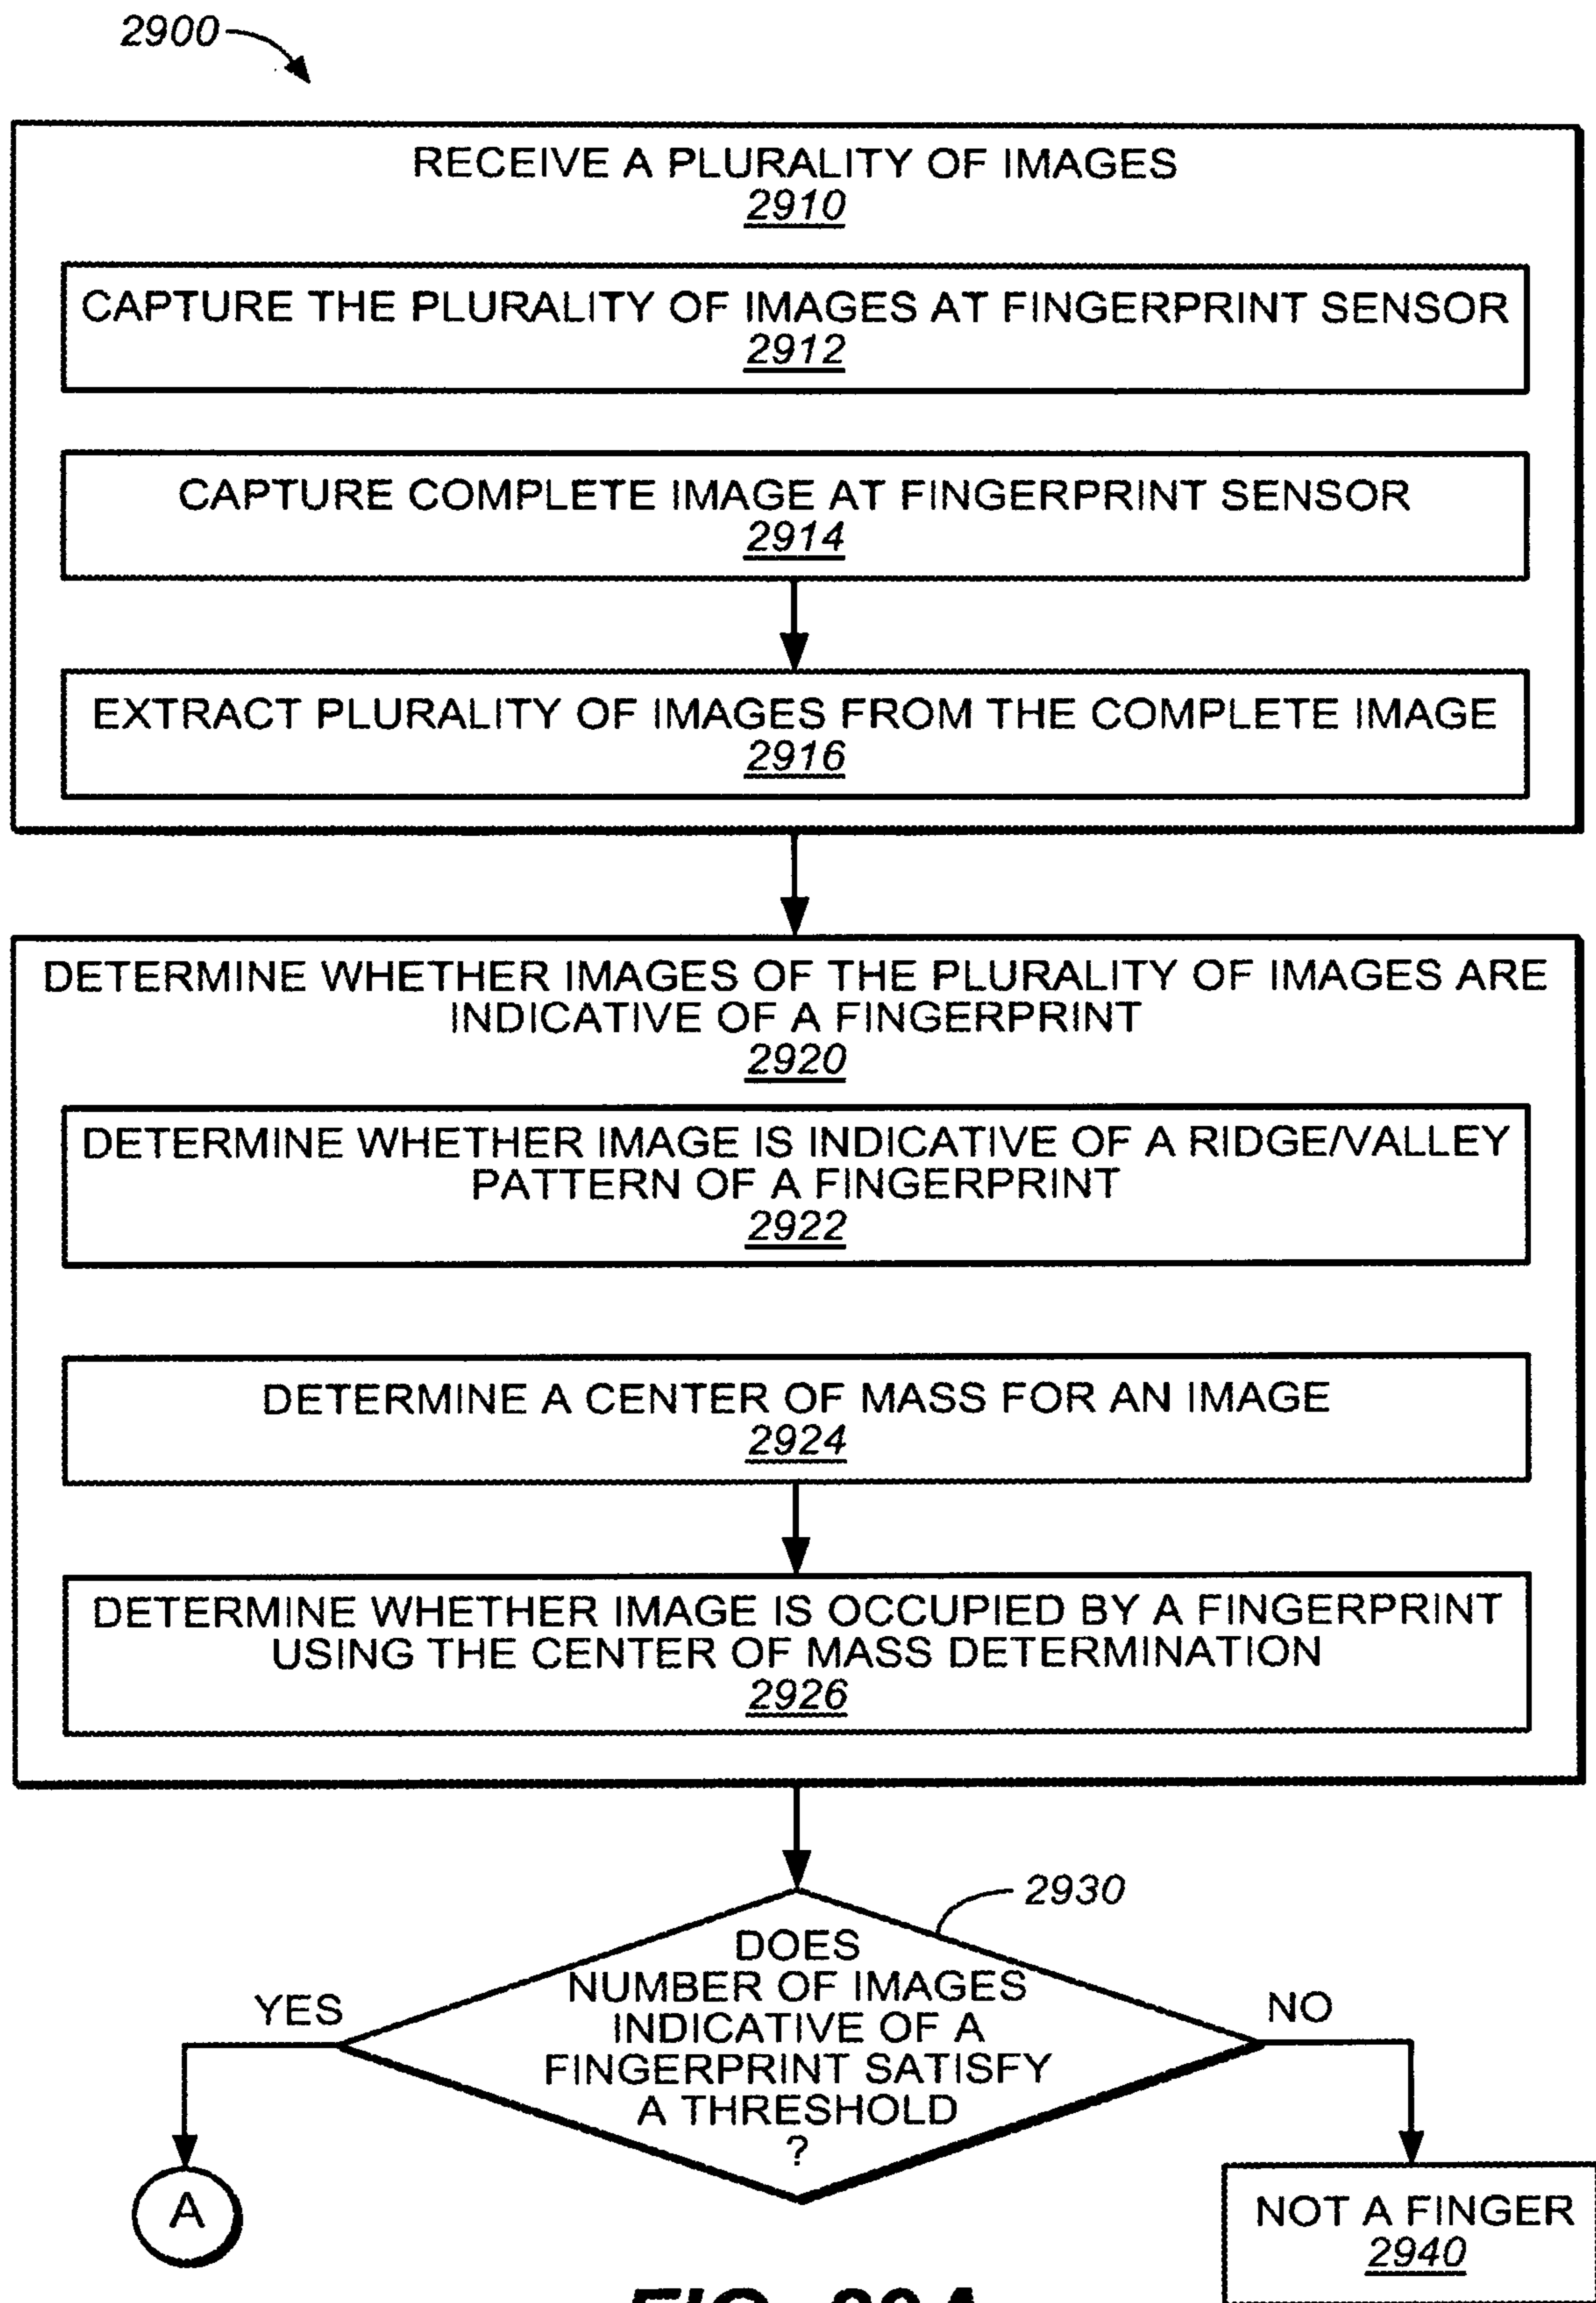 2900
RECEIVE A PLURALITY OF IMAGES
2910
CAPTURE THE PLURALITY OF IMAGES AT FINGERPRINT SENSOR
2912
CAPTURE COMPLETE IMAGE AT FINGERPRINT SENSOR
2914
EXTRACT PLURALITY OF IMAGES FROM THE COMPLETE IMAGE
2916
DETERMINE WHETHER IMAGES OF THE PLURALITY OF IMAGES ARE
INDICATIVE OF A FINGERPRINT
2920
DETERMINE WHETHER IMAGE IS INDICATIVE OF A RIDGE/VALLEY
PATTERN OF A FINGERPRINT
2922
DETERMINE A CENTER OF MASS FOR AN IMAGE
2924
DETERMINE WHETHER IMAGE IS OCCUPIED BY A FINGERPRINT
USING THE CENTER OF MASS DETERMINATION
2926
2930
DOES
NUMBER OF IMAGES
INDICATIVE OF A
FINGERPRINT SATISFY
A THRESHOLD
?
YES
NO
A
NOT A FINGER
2940